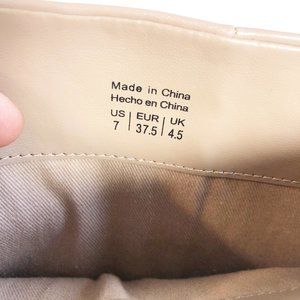 Made in China
Hecho en China
US | EUR | UK
7 | 37.5 | 4.5